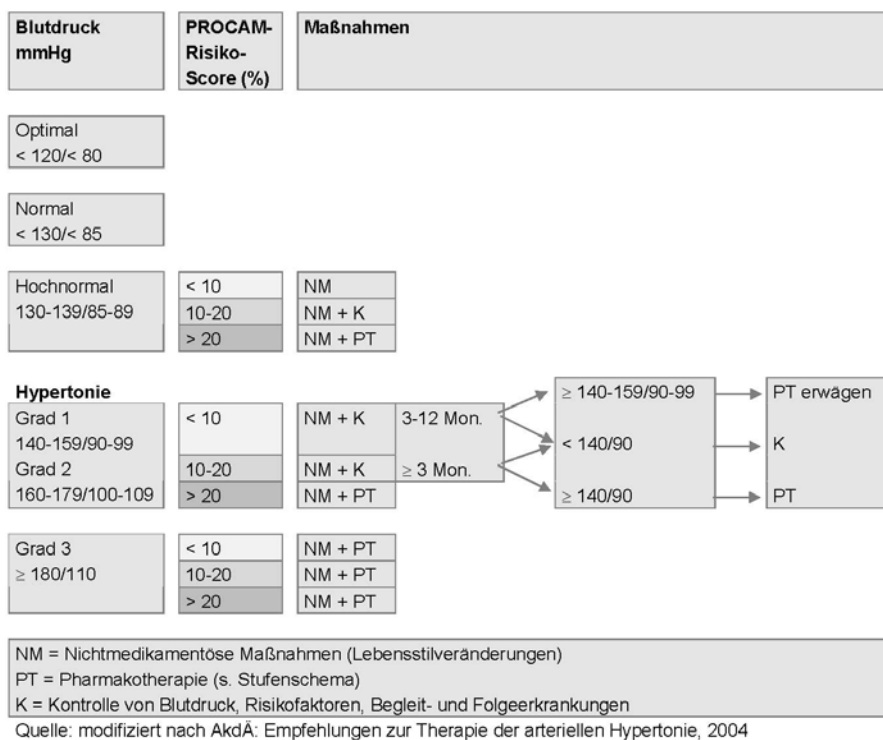 Blutdruck mmHg
PROCAM-Risiko-Score (%)
Maßnahmen
Optimal
< 120/< 80
Normal
< 130/< 85
Hochnormal < 10 NM
130-139/85-89 10-20 NM + K
> 20 NM + PT
Hypertonie ≥ 140-159/90-99 PT erwägen
Grad 1 < 10 NM + K 3-12 Mon.
140-159/90-99 < 140/90 K
Grad 2 10-20 NM + K ≥ 3 Mon.
160-179/100-109 > 20 NM + PT ≥ 140/90 PT
Grad 3 < 10 NM + PT
≥ 180/110 10-20 NM + PT
> 20 NM + PT
NM = Nichtmedikamentöse Maßnahmen (Lebensstilveränderungen)
PT = Pharmakotherapie (s. Stufenschema)
K = Kontrolle von Blutdruck, Risikofaktoren, Begleit- und Folgeerkrankungen
Quelle: modifiziert nach AkdÄ: Empfehlungen zur Therapie der arteriellen Hypertonie, 2004